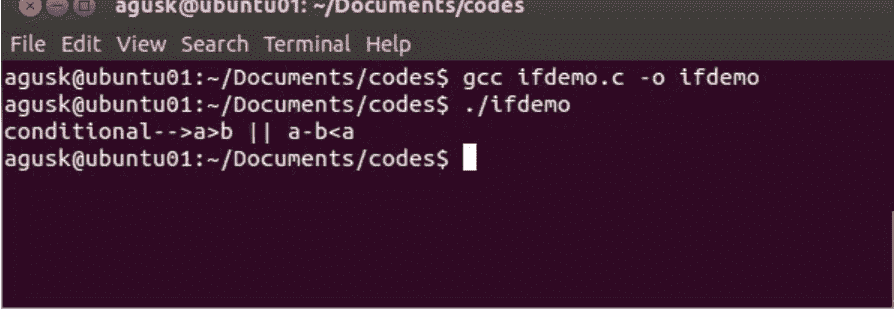 agusk@ubuntu01: ~/Documents/codes
File Edit View Search Terminal Help
agusk@ubuntu01:~/Documents/codes$ gcc ifdemo.c -o ifdemo
agusk@ubuntu01:~/Documents/codes$ ./ifdemo
conditional-->a>b || a-b<a
agusk@ubuntu01:~/Documents/codes$